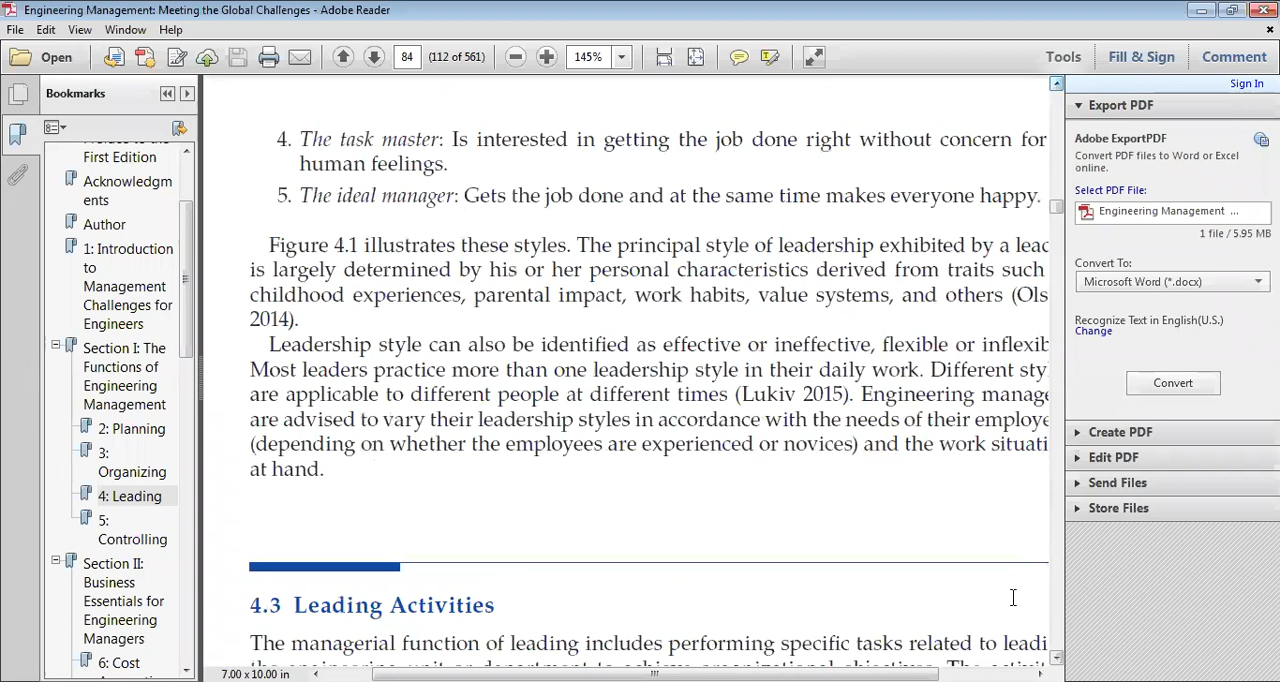 Engineering Management: Meeting the Global Challenges - Adobe Reader
File Edit View Window Help
Open 84 (112 of 561) 145% Tools Fill & Sign Comment
Sign In
Bookmarks
First Edition
Acknowledgm
ents
Author
1: Introduction
to
Management
Challenges for
Engineers
Section I: The
Functions of
Engineering
Management
2: Planning
3:
Organizing
4: Leading
5:
Controlling
Section II:
Business
Essentials for
Engineering
Managers
6: Cost
4. The task master: Is interested in getting the job done right without concern for
human feelings.
5. The ideal manager: Gets the job done and at the same time makes everyone happy.
Figure 4.1 illustrates these styles. The principal style of leadership exhibited by a lead
is largely determined by his or her personal characteristics derived from traits such
childhood experiences, parental impact, work habits, value systems, and others (Ols
2014).
Leadership style can also be identified as effective or ineffective, flexible or inflexib
Most leaders practice more than one leadership style in their daily work. Different sty
are applicable to different people at different times (Lukiv 2015). Engineering manage
are advised to vary their leadership styles in accordance with the needs of their employe
(depending on whether the employees are experienced or novices) and the work situati
at hand.
4.3 Leading Activities
The managerial function of leading includes performing specific tasks related to leadi
7.00 x 10.00 in
Export PDF
Adobe ExportPDF
Convert PDF files to Word or Excel
online.
Select PDF File:
Engineering Management ...
1 file / 5.95 MB
Convert To:
Microsoft Word (*.docx)
Recognize Text in English(U.S.)
Change
Convert
Create PDF
Edit PDF
Send Files
Store Files